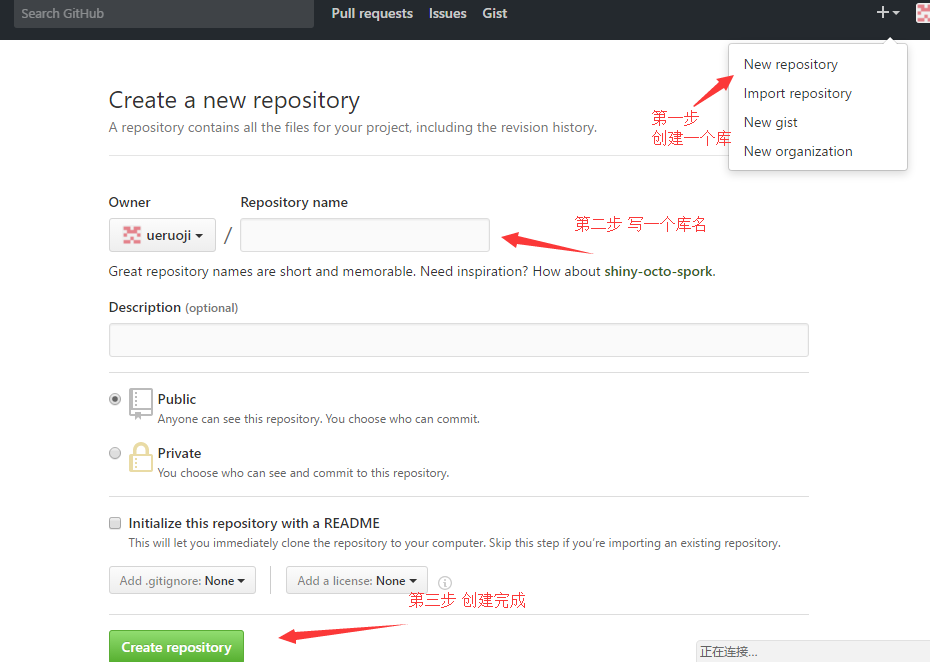 Search GitHub Pull requests Issues Gist
New repository
Import repository
New gist
New organization
第一步
创建一个库
Create a new repository
A repository contains all the files for your project, including the revision history.
Owner Repository name
ueruoji /
第二步 写一个库名
Great repository names are short and memorable. Need inspiration? How about shiny-octo-spork.
Description (optional)
Public
Anyone can see this repository. You choose who can commit.
Private
You choose who can see and commit to this repository.
Initialize this repository with a README
This will let you immediately clone the repository to your computer. Skip this step if you’re importing an existing repository.
Add .gitignore: None Add a license: None
第三步 创建完成
Create repository
正在连接...